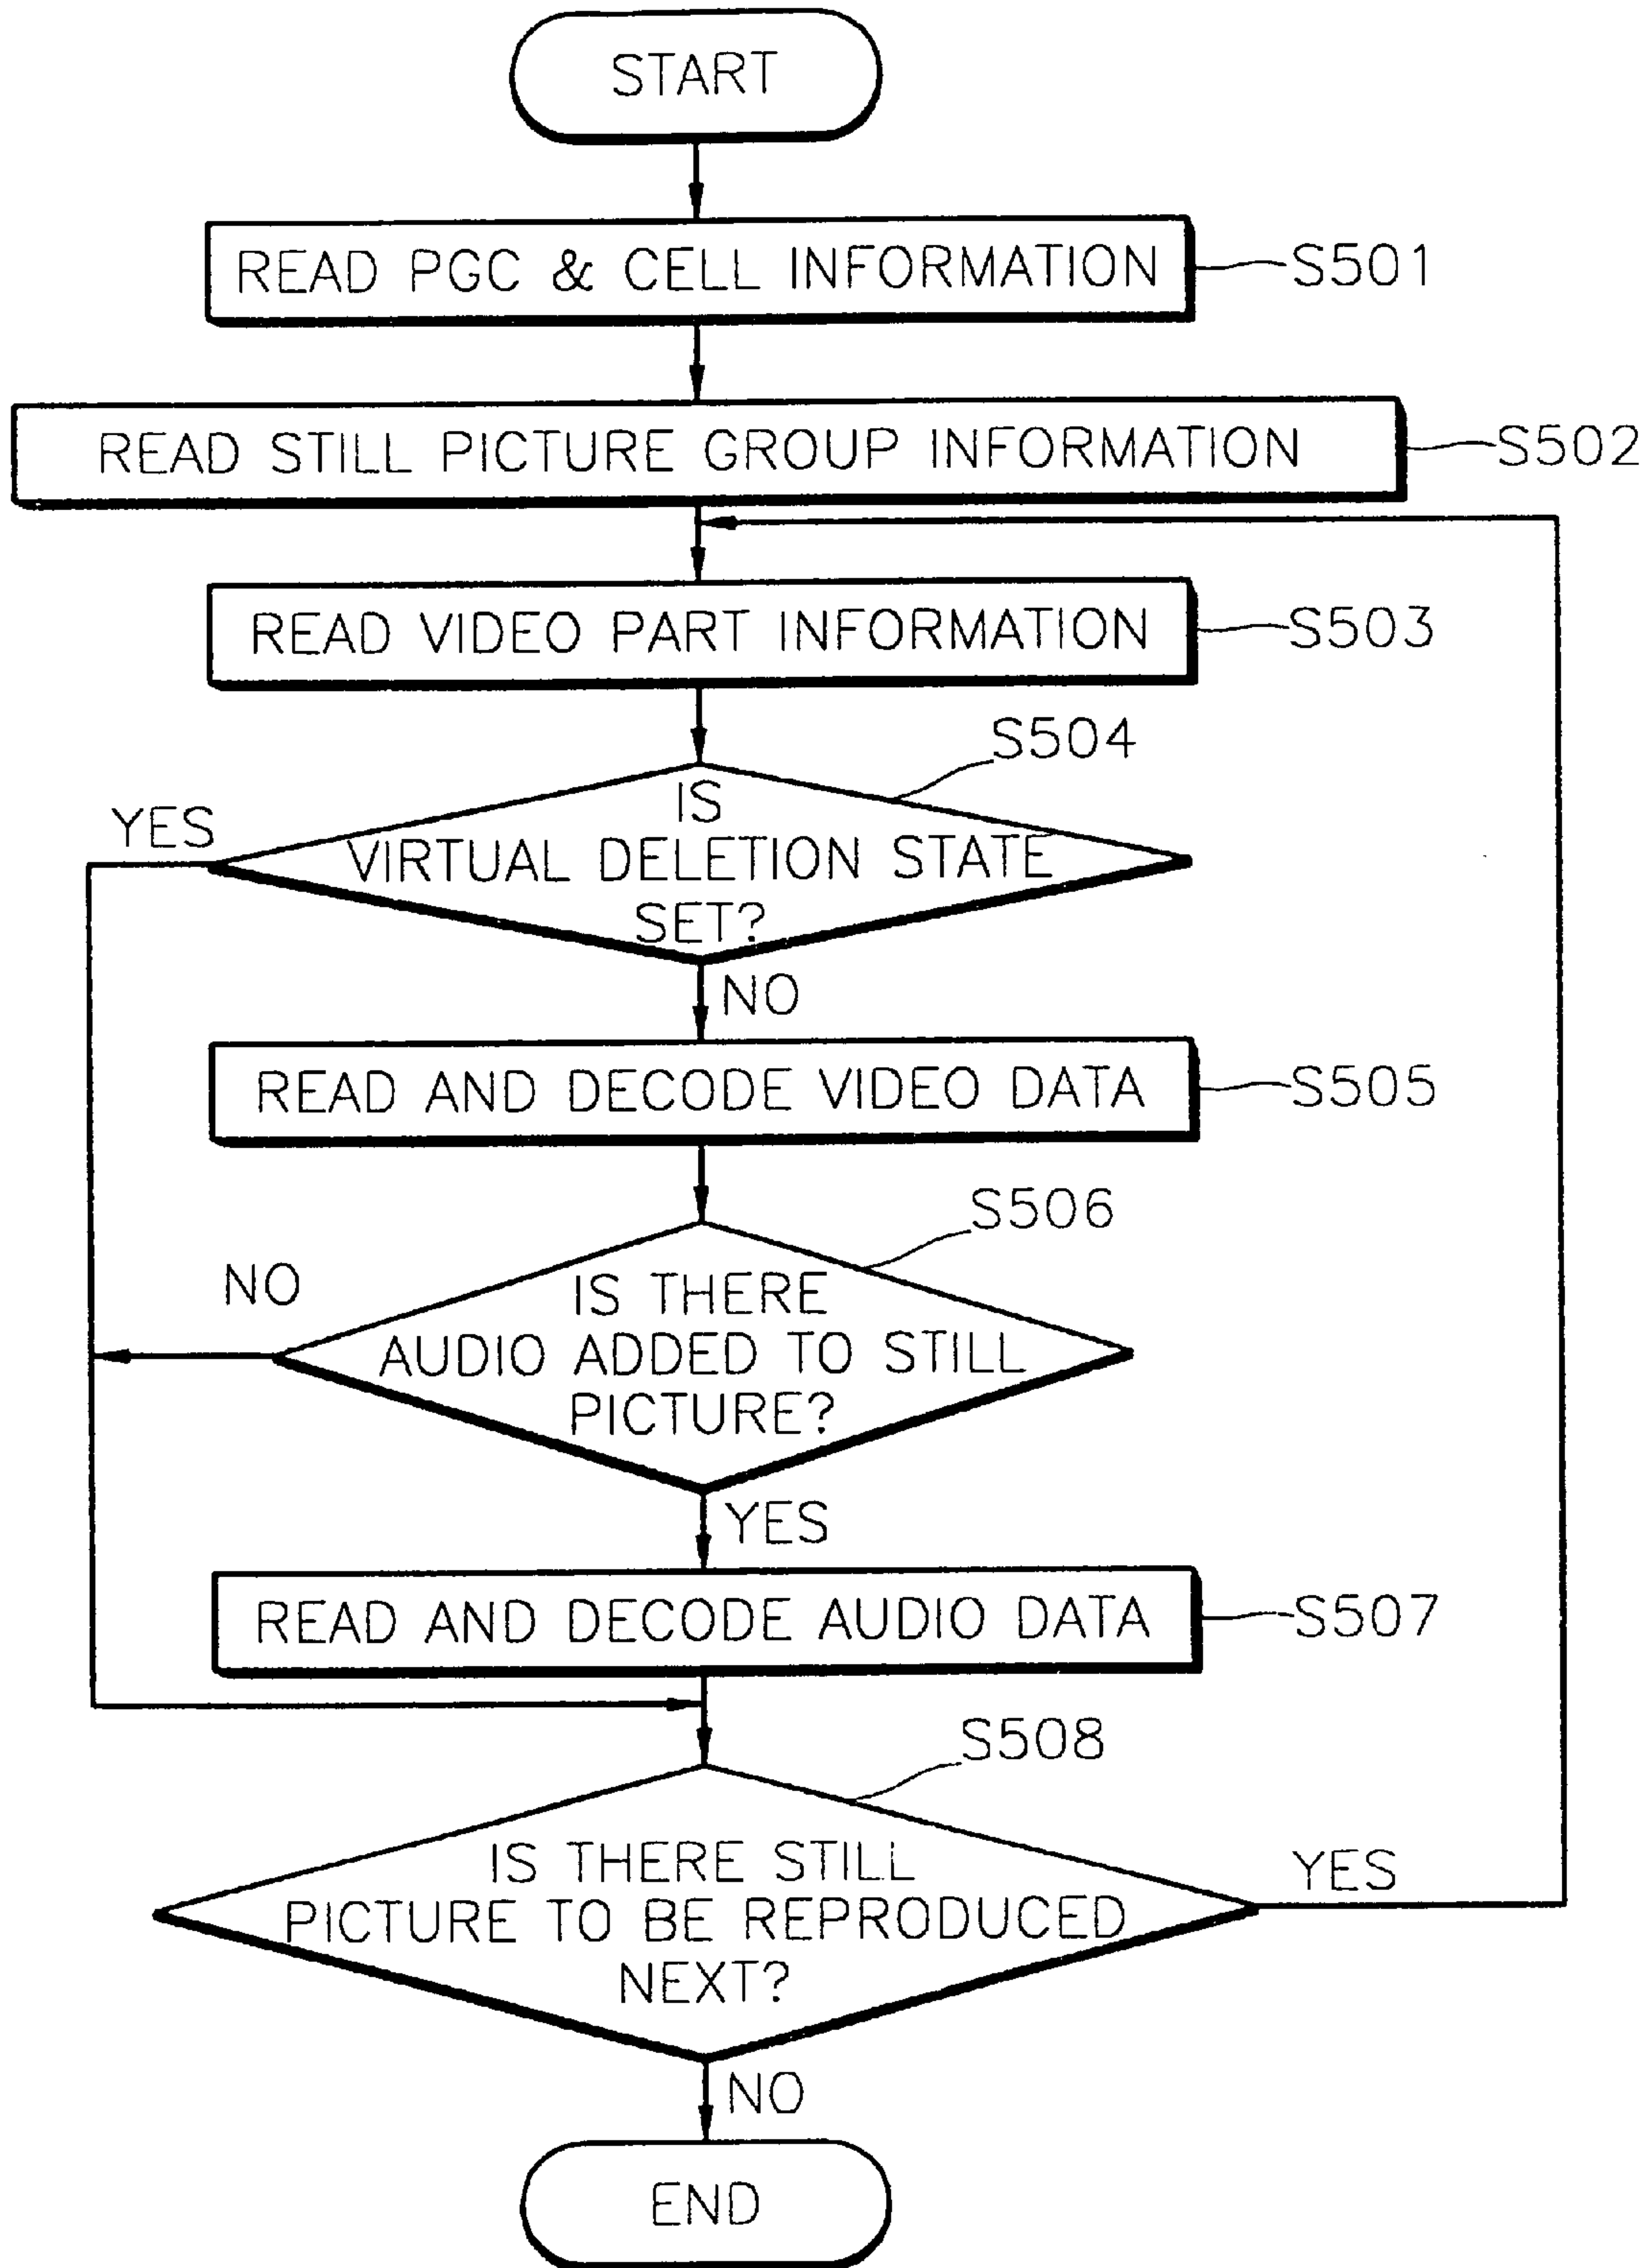 START
READ PGC & CELL INFORMATION
S501
READ STILL PICTURE GROUP INFORMATION
S502
READ VIDEO PART INFORMATION
S503
S504
YES
IS
VIRTUAL DELETION STATE
SET?
NO
READ AND DECODE VIDEO DATA
S505
S506
NO
IS THERE
AUDIO ADDED TO STILL
PICTURE?
YES
READ AND DECODE AUDIO DATA
S507
S508
IS THERE STILL
PICTURE TO BE REPRODUCED
NEXT?
YES
NO
END